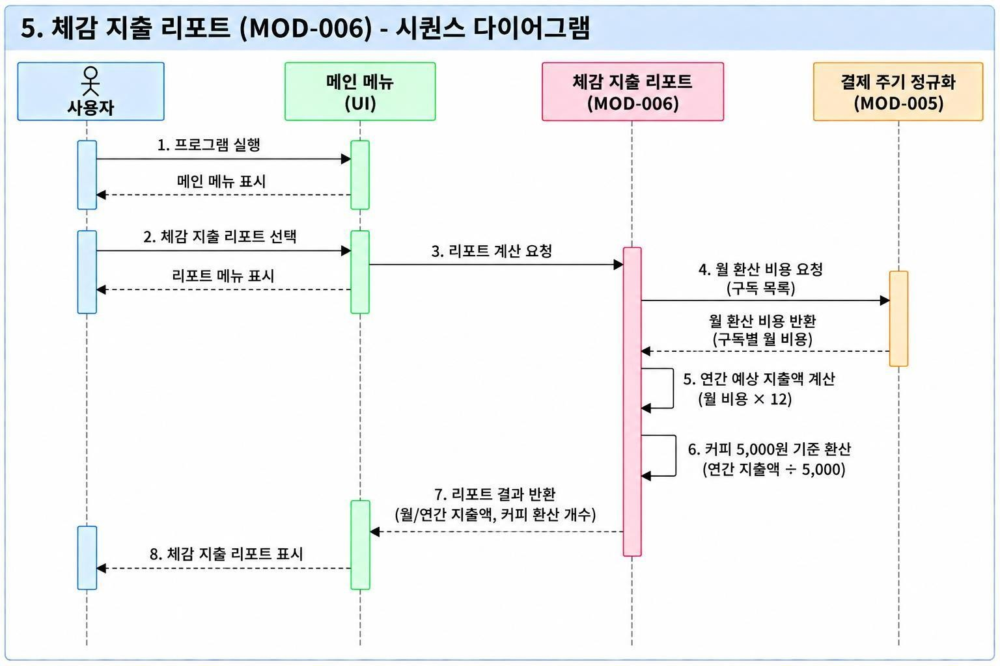 5. 체감 지출 리포트 (MOD-006) - 시퀀스 다이어그램
사용자
메인 메뉴
(UI)
체감 지출 리포트
(MOD-006)
결제 주기 정규화
(MOD-005)
1. 프로그램 실행
메인 메뉴 표시
2. 체감 지출 리포트 선택
3. 리포트 계산 요청
리포트 메뉴 표시
4. 월 환산 비용 요청
(구독 목록)
월 환산 비용 반환
(구독별 월 비용)
5. 연간 예상 지출액 계산
(월 비용 × 12)
6. 커피 5,000원 기준 환산
(연간 지출액 ÷ 5,000)
7. 리포트 결과 반환
(월/연간 지출액, 커피 환산 개수)
8. 체감 지출 리포트 표시